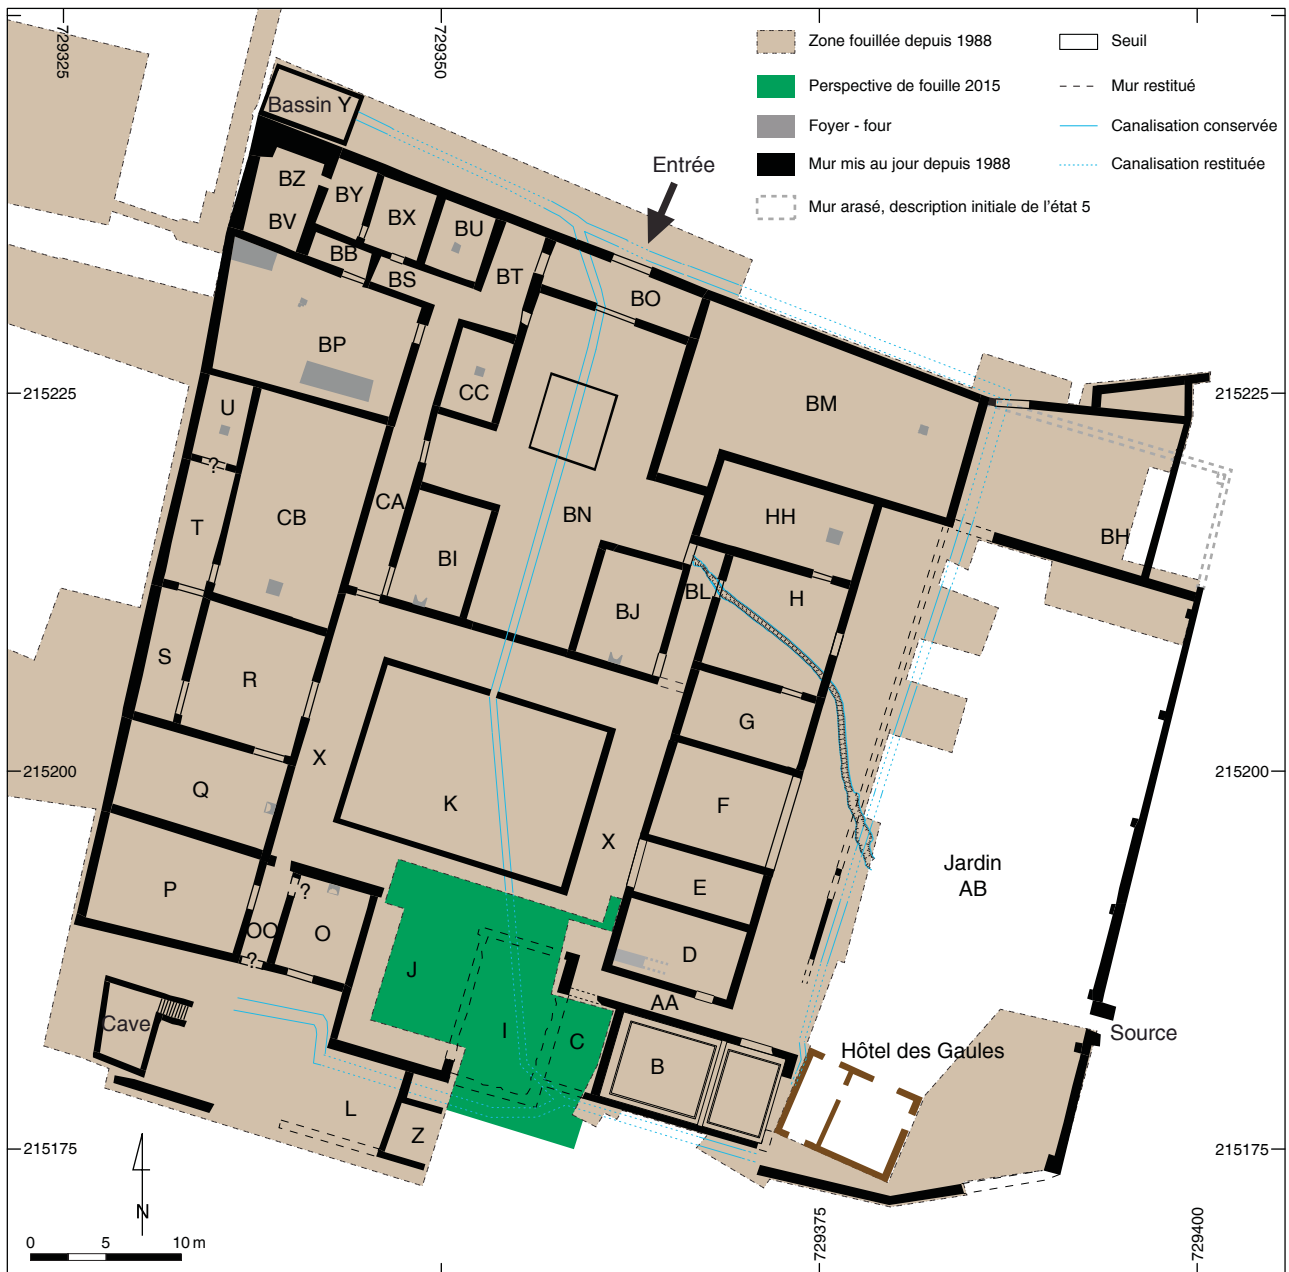 729325
729350
Zone fouillée depuis 1988
Perspective de fouille 2015
Foyer - four
Mur mis au jour depuis 1988
Mur arasé, description initiale de l'état 5
Seuil
Mur restitué
Canalisation conservée
Canalisation restituée
Bassin Y
Entrée
BZ
BY
BV
BX
BU
BB
BS
BT
BO
BP
CC
BM
215225
215225
U
?
T
CB
CA
BI
BN
HH
BH
BL
H
BJ
S
R
G
X
215200
215200
Q
K
F
X
E
Jardin
AB
P
?
OO
O
?
D
J
AA
Cave
I
C
B
Source
Hôtel des Gaules
L
Z
215175
215175
N
0 5 10 m
729375
729400